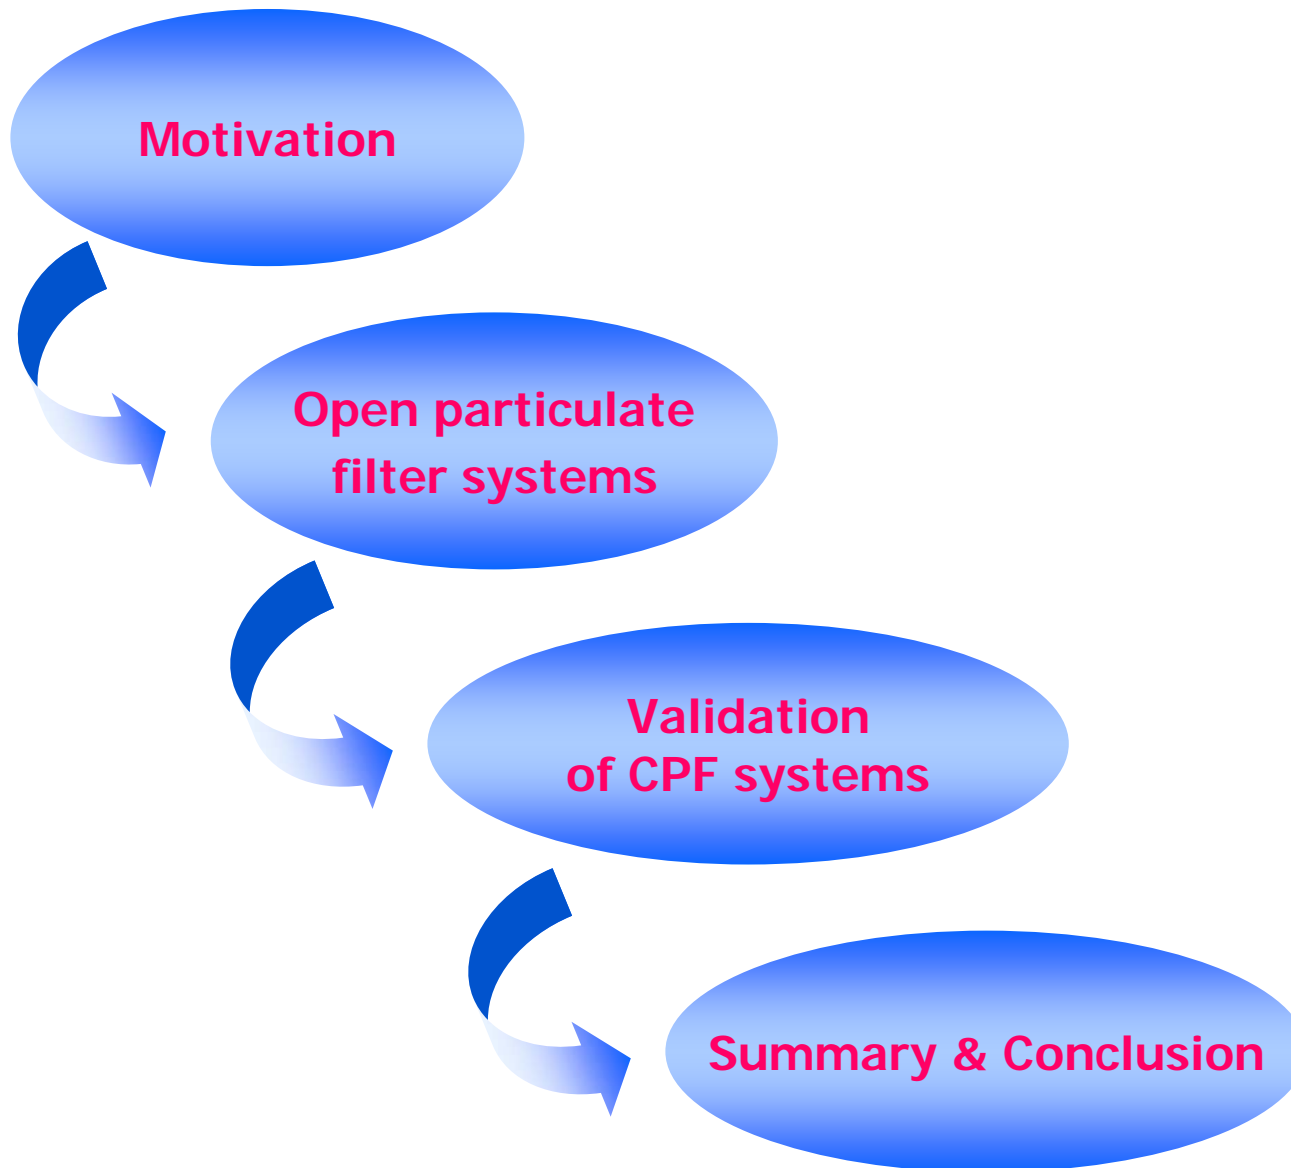 Motivation
Open particulate
filter systems
Validation
of CPF systems
Summary & Conclusion